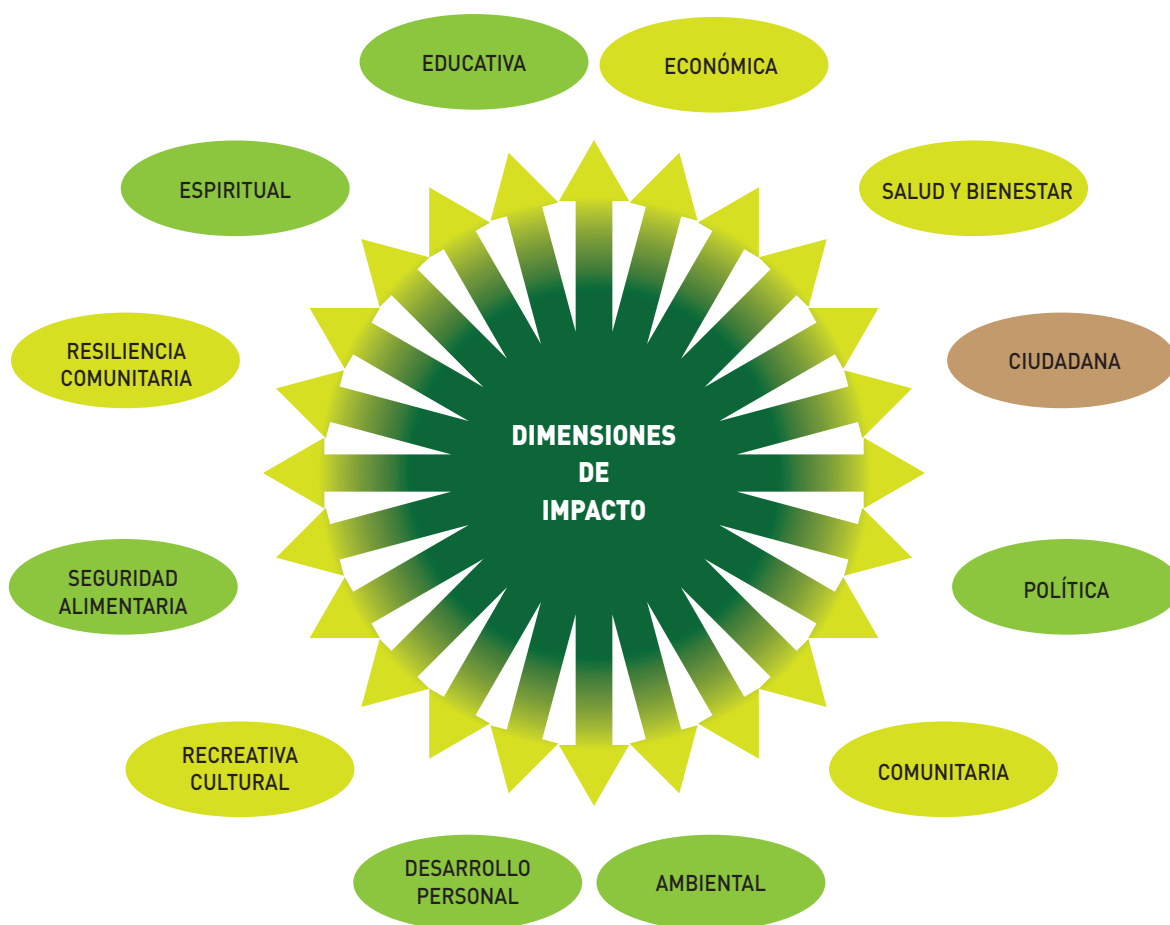 EDUCATIVA
ECONÓMICA
ESPIRITUAL
SALUD Y BIENESTAR
RESILIENCIA
COMUNITARIA
CIUDADANA
DIMENSIONES
DE
IMPACTO
SEGURIDAD
ALIMENTARIA
POLÍTICA
RECREATIVA
CULTURAL
COMUNITARIA
DESARROLLO
PERSONAL
AMBIENTAL